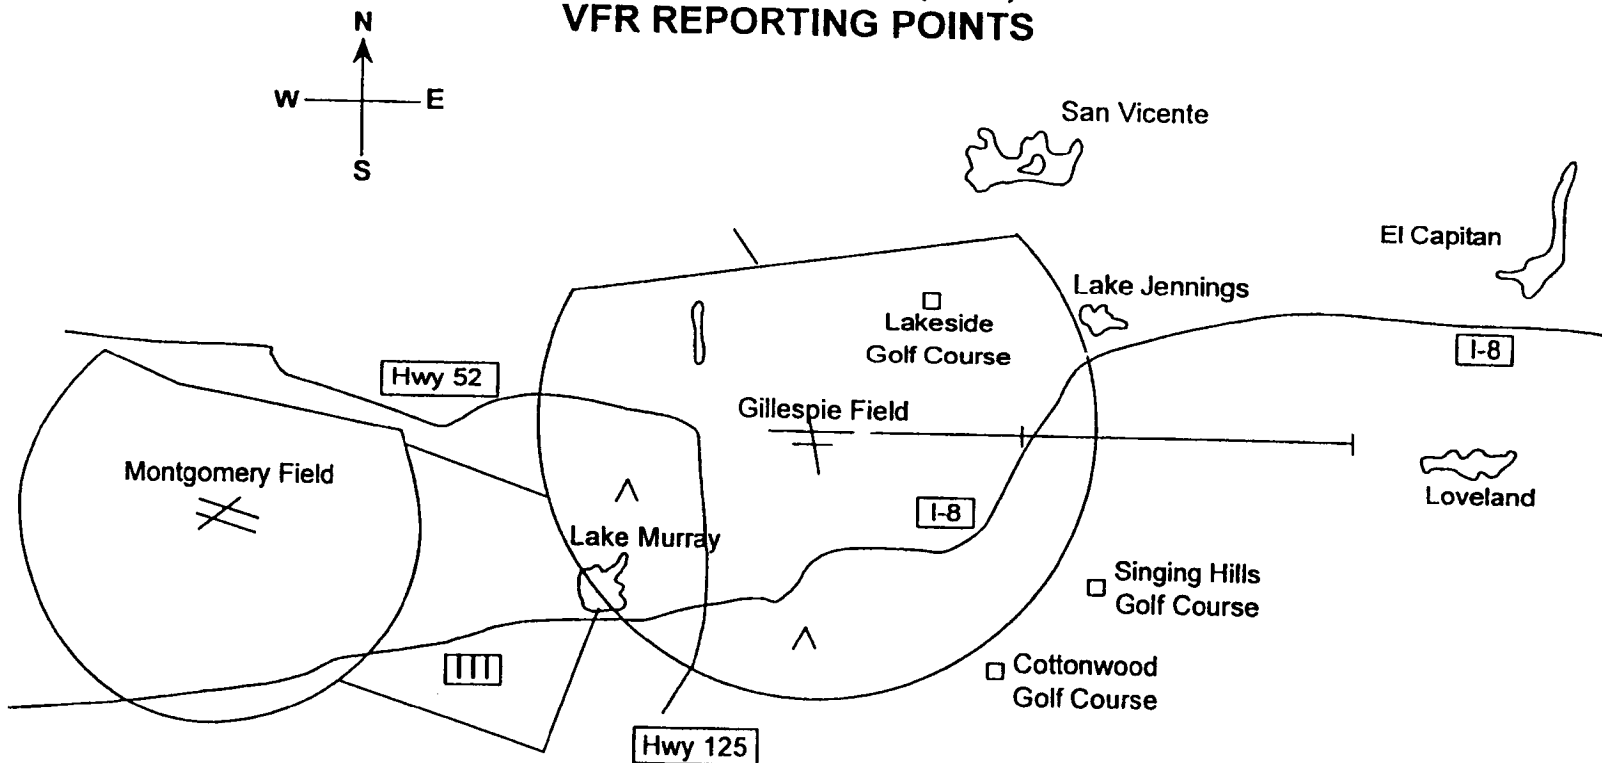 VFR REPORTING POINTS
N
W
E
S
San Vicente
El Capitan
Lake Jennings
Lakeside
Golf Course
I-8
Hwy 52
Gillespie Field
Montgomery Field
Loveland
I-8
Lake Murray
Singing Hills
Golf Course
Cottonwood
Golf Course
Hwy 125